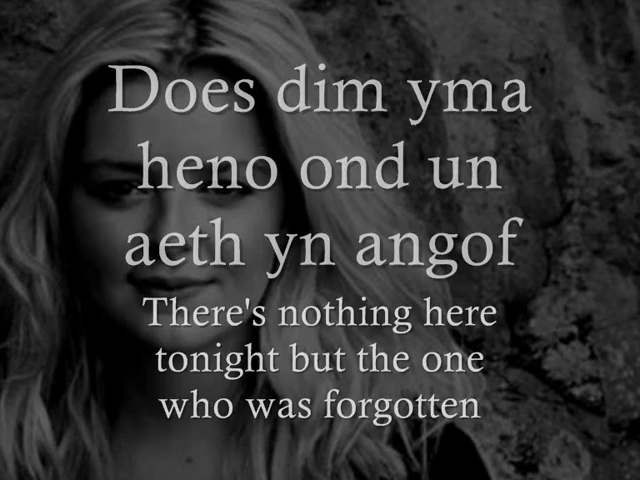 Does dim yma
heno ond un
aeth yn angof
There's nothing here
tonight but the one
who was forgotten